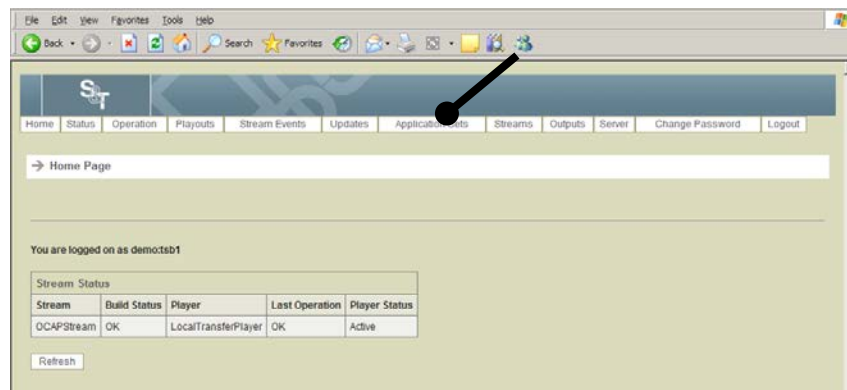 File Edit View Favorites Tools Help
Back Search Favorites
S&T
Home Status Operation Playouts Stream Events Updates Application Sets Streams Outputs Server Change Password Logout
→ Home Page
You are logged on as demo:tsb1
Stream Status
Stream Build Status Player Last Operation Player Status
OCAPStream OK LocalTransferPlayer OK Active
Refresh